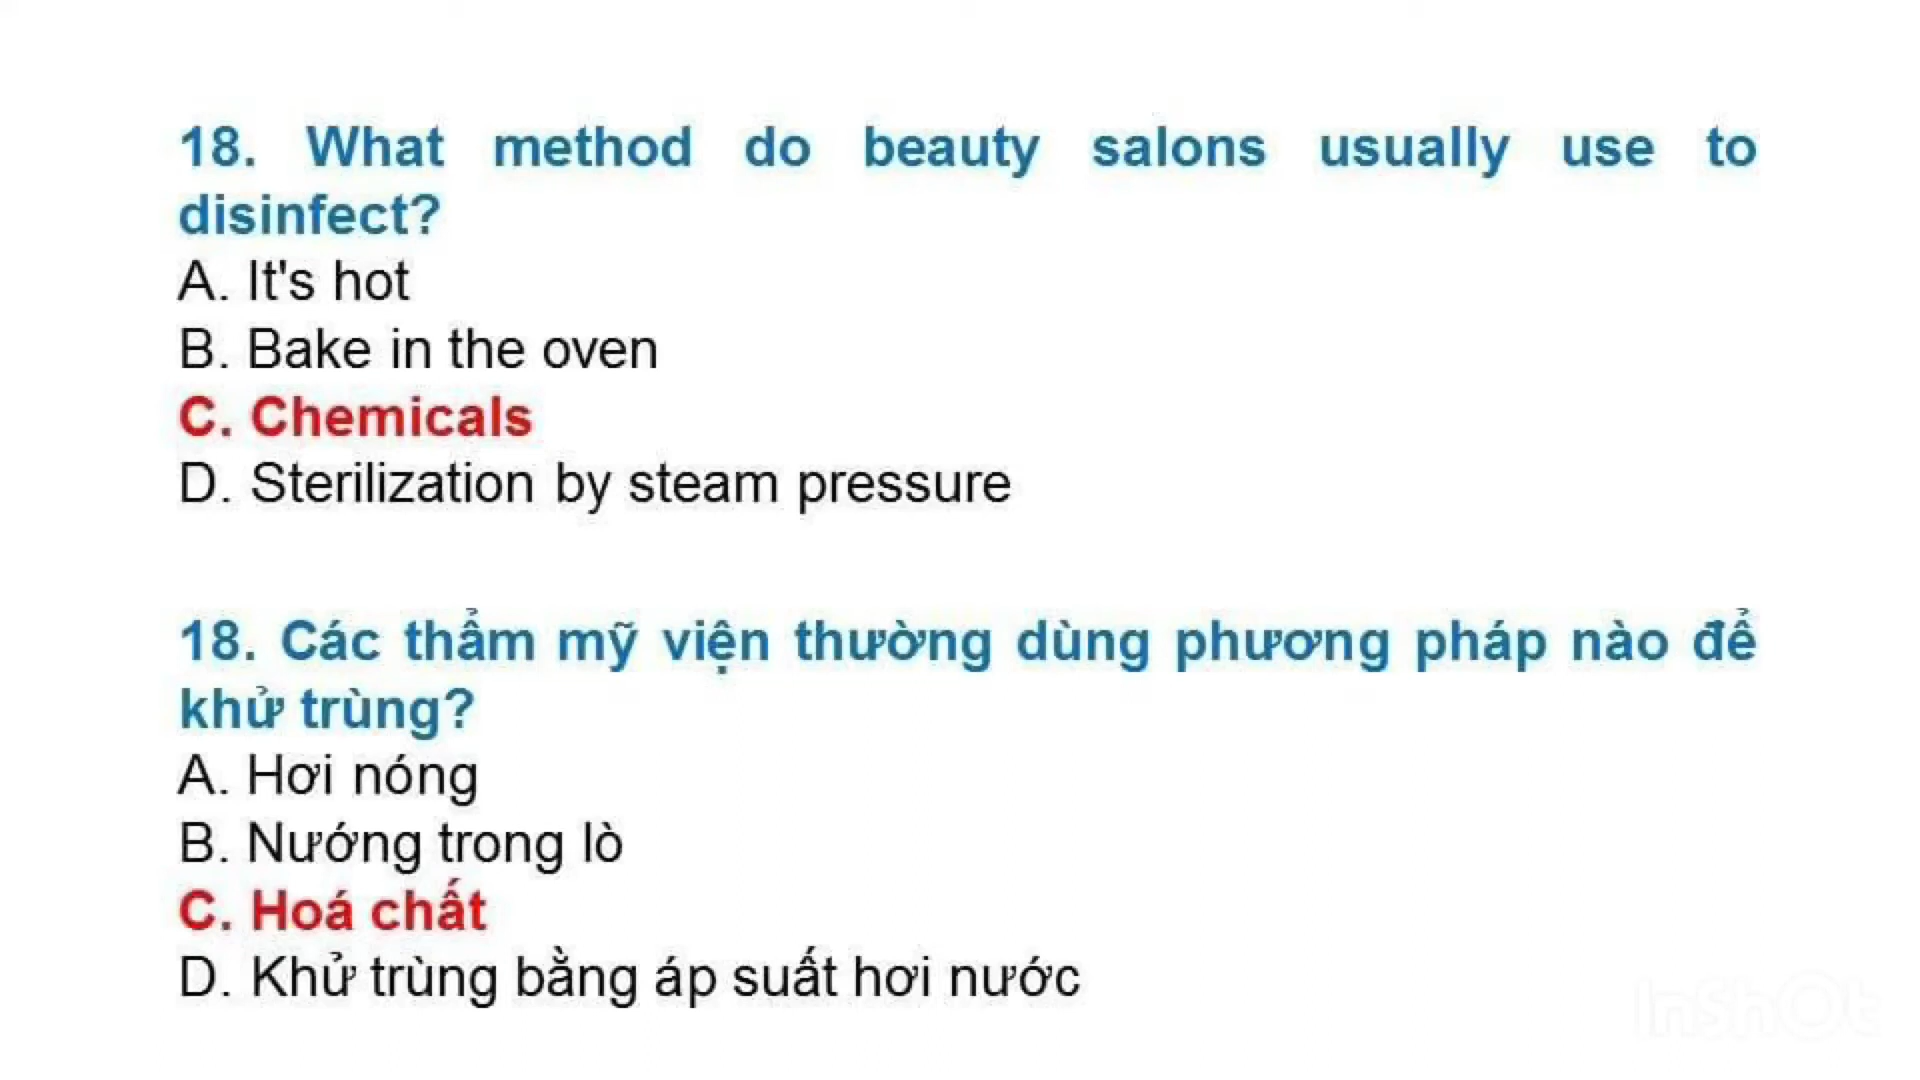 18. What method do beauty salons usually use to
disinfect?
A. It's hot
B. Bake in the oven
C. Chemicals
D. Sterilization by steam pressure
18. Các thẩm mỹ viện thường dùng phương pháp nào để
khử trùng?
A. Hơi nóng
B. Nướng trong lò
C. Hoá chất
D. Khử trùng bằng áp suất hơi nước
InShOt